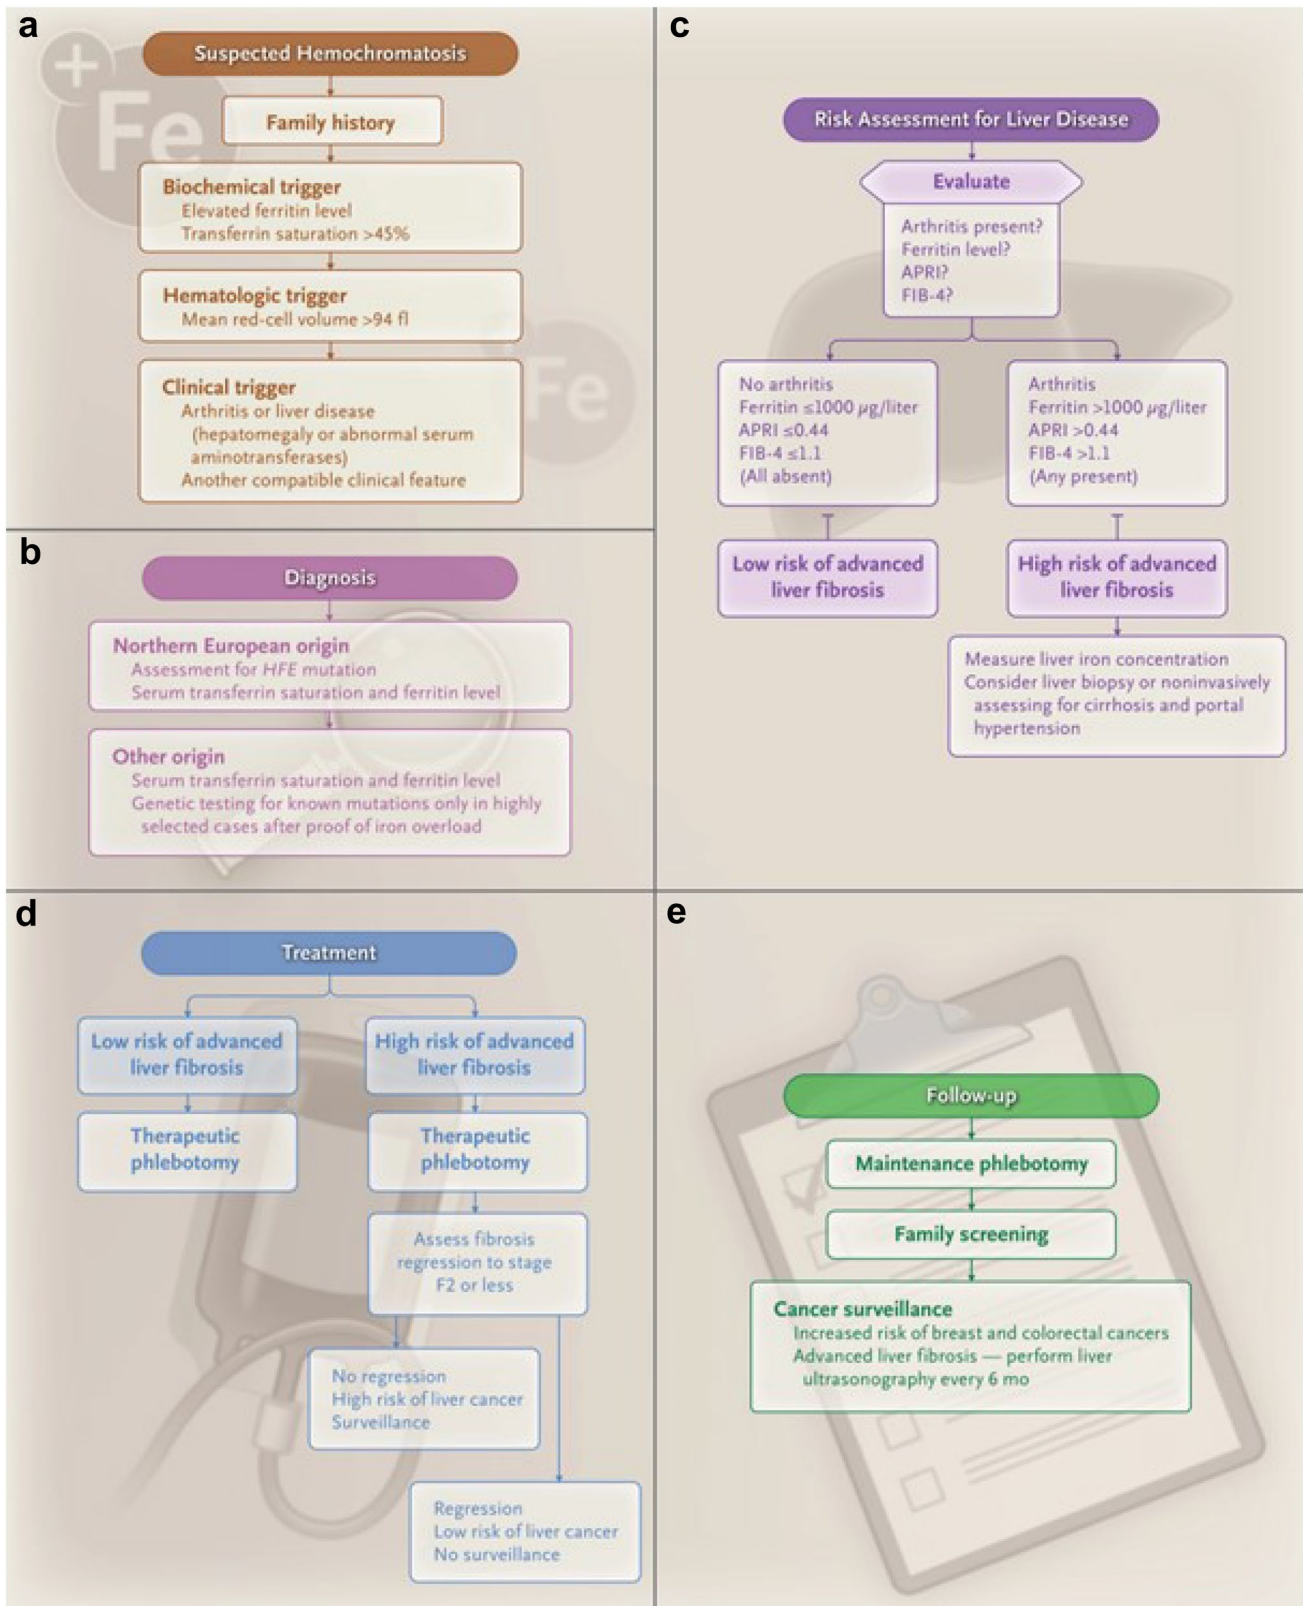 a
+
Fe
Suspected Hemochromatosis
Family history
Biochemical trigger
Elevated ferritin level
Transferrin saturation >45%
Hematologic trigger
Mean red-cell volume >94 fl
Fe
Clinical trigger
Arthritis or liver disease
(hepatomegaly or abnormal serum
aminotransferases)
Another compatible clinical feature
b
Diagnosis
Northern European origin
Assessment for HFE mutation
Serum transferrin saturation and ferritin level
Other origin
Serum transferrin saturation and ferritin level
Genetic testing for known mutations only in highly
selected cases after proof of iron overload
c
Risk Assessment for Liver Disease
Evaluate
Arthritis present?
Ferritin level?
APRI?
FIB-4?
No arthritis
Ferritin ≤1000 µg/liter
APRI ≤0.44
FIB-4 ≤1.1
(All absent)
Arthritis
Ferritin >1000 µg/liter
APRI >0.44
FIB-4 >1.1
(Any present)
Low risk of advanced
liver fibrosis
High risk of advanced
liver fibrosis
Measure liver iron concentration
Consider liver biopsy or noninvasively
assessing for cirrhosis and portal
hypertension
d
Treatment
Low risk of advanced
liver fibrosis
Therapeutic
phlebotomy
High risk of advanced
liver fibrosis
Therapeutic
phlebotomy
Assess fibrosis
regression to stage
F2 or less
No regression
High risk of liver cancer
Surveillance
Regression
Low risk of liver cancer
No surveillance
e
Follow-up
Maintenance phlebotomy
Family screening
Cancer surveillance
Increased risk of breast and colorectal cancers
Advanced liver fibrosis — perform liver
ultrasonography every 6 mo